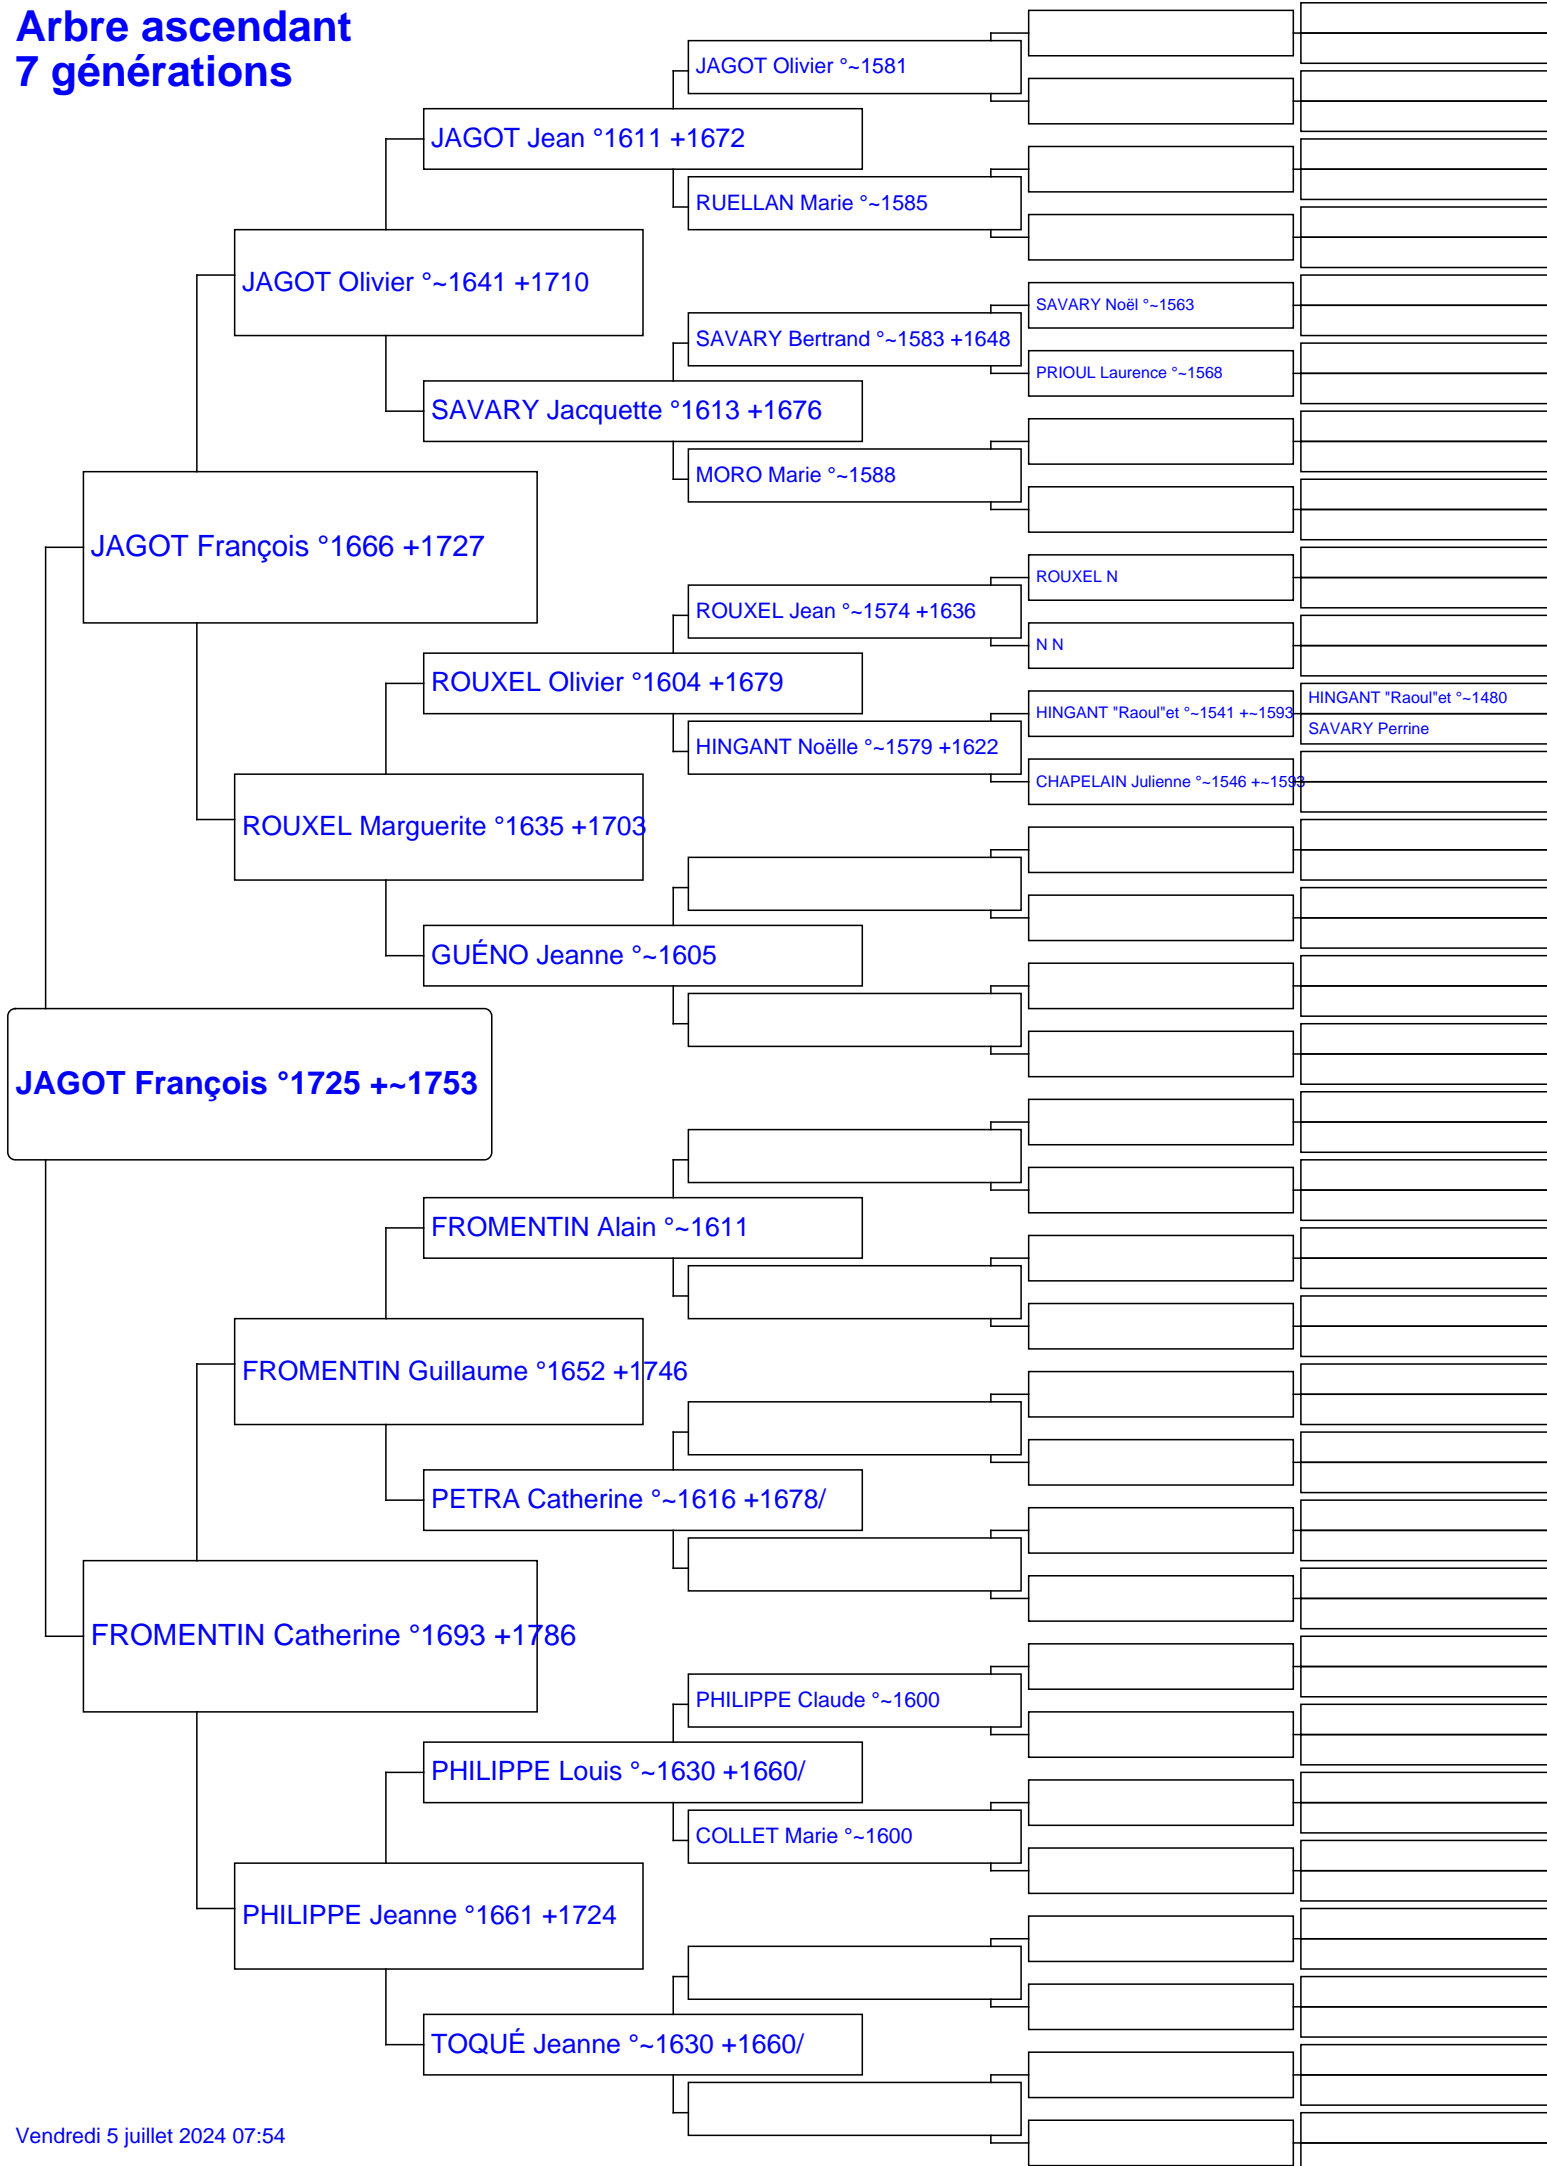 Arbre ascendant
7 générations
JAGOT Olivier °~1581
JAGOT Jean °1611 +1672
RUELLAN Marie °~1585
JAGOT Olivier °~1641 +1710
SAVARY Noël °~1563
SAVARY Bertrand °~1583 +1648
PRIOUL Laurence °~1568
SAVARY Jacquette °1613 +1676
MORO Marie °~1588
JAGOT François °1666 +1727
ROUXEL N
ROUXEL Jean °~1574 +1636
N N
ROUXEL Olivier °1604 +1679
HINGANT "Raoul"et °~1480
HINGANT "Raoul"et °~1541 +~1593
SAVARY Perrine
HINGANT Noëlle °~1579 +1622
CHAPELAIN Julienne °~1546 +~1593
ROUXEL Marguerite °1635 +1703
GUÉNO Jeanne °~1605
JAGOT François °1725 +~1753
FROMENTIN Alain °~1611
FROMENTIN Guillaume °1652 +1746
PETRA Catherine °~1616 +1678/
FROMENTIN Catherine °1693 +1786
PHILIPPE Claude °~1600
PHILIPPE Louis °~1630 +1660/
COLLET Marie °~1600
PHILIPPE Jeanne °1661 +1724
TOQUÉ Jeanne °~1630 +1660/
Vendredi 5 juillet 2024 07:54